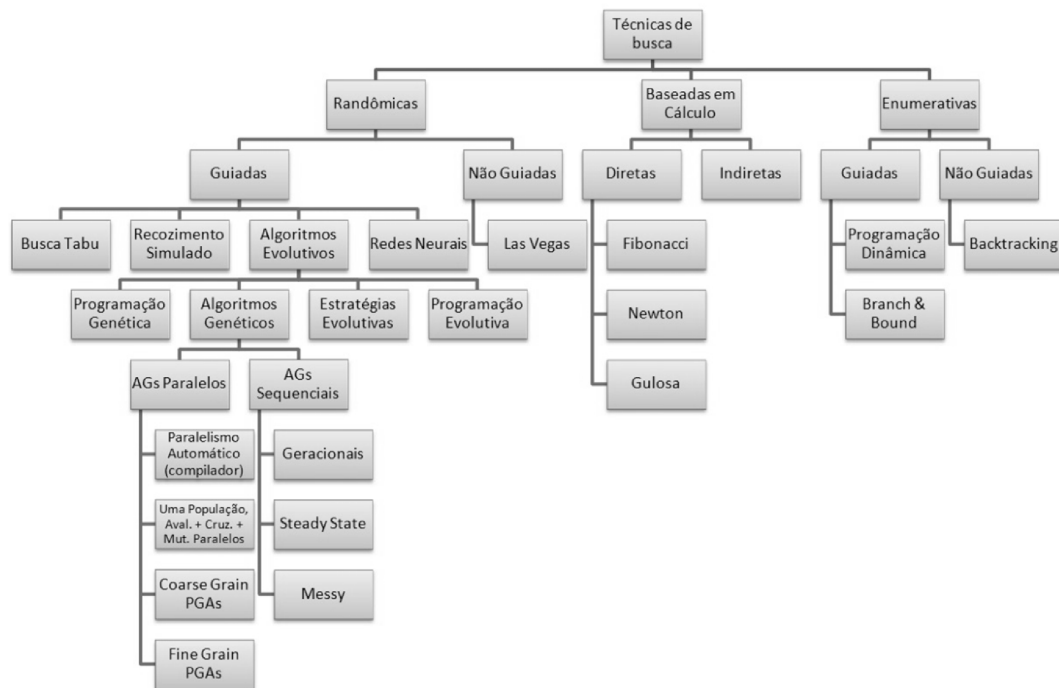 Técnicas de
busca
Randômicas
Baseadas em
Cálculo
Enumerativas
Guiadas
Não Guiadas
Diretas
Indiretas
Guiadas
Não Guiadas
Busca Tabu
Recozimento
Simulado
Algoritmos
Evolutivos
Redes Neurais
Las Vegas
Fibonacci
Programação
Dinâmica
Backtracking
Programação
Genética
Algoritmos
Genéticos
Estratégias
Evolutivas
Programação
Evolutiva
Newton
Branch &
Bound
AGs Paralelos
AGs
Sequenciais
Gulosa
Paralelismo
Automático
(compilador)
Geracionais
Uma População,
Aval. + Cruz. +
Mut. Paralelos
Steady State
Coarse Grain
PGAs
Messy
Fine Grain
PGAs